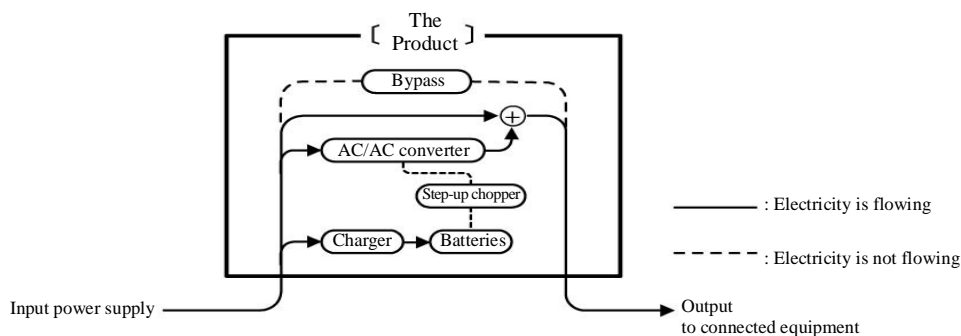 The
〔 Product 〕
Bypass
+
AC/AC converter
Step-up chopper
Charger
Batteries
: Electricity is flowing
: Electricity is not flowing
Input power supply
Output
to connected equipment